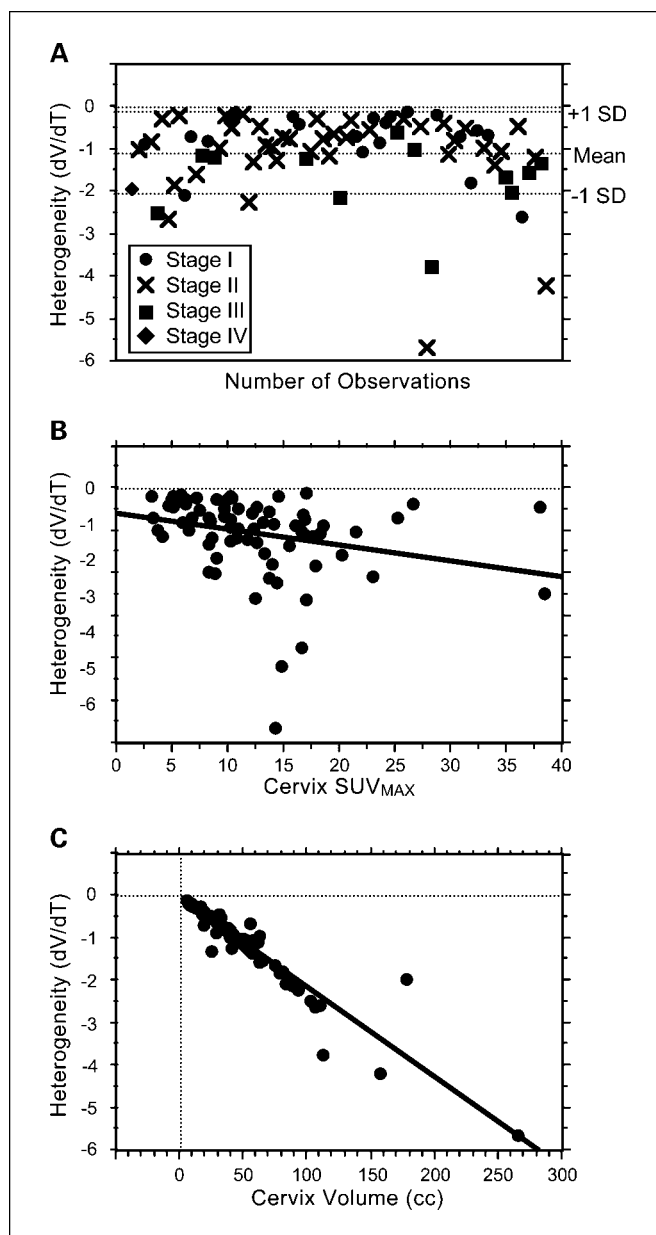 A
Heterogeneity (dV/dT)
0
-1
-2
-3
-4
-5
-6
+1 SD
Mean
-1 SD
Stage I
Stage II
Stage III
Stage IV
Number of Observations
B
Heterogeneity (dV/dT)
0
-1
-2
-3
-4
-5
-6
0 5 10 15 20 25 30 35 40
Cervix SUVMAX
C
Heterogeneity (dV/dT)
0
-1
-2
-3
-4
-5
-6
0 50 100 150 200 250 300
Cervix Volume (cc)